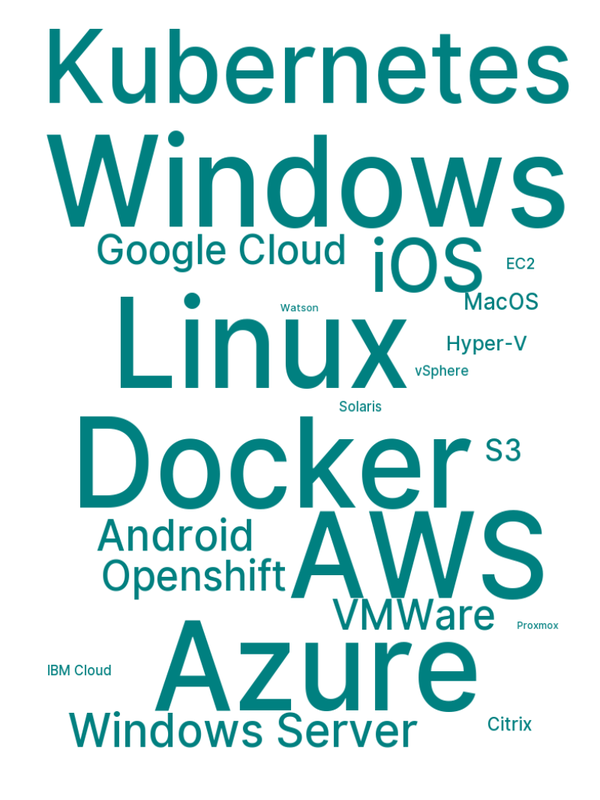 Kubernetes
Windows
Google Cloud
iOS
EC2
MacOS
Watson
Linux
Hyper-V
vSphere
Solaris
Docker
S3
Android
AWS
Openshift
VMWare
Proxmox
Azure
IBM Cloud
Windows Server
Citrix